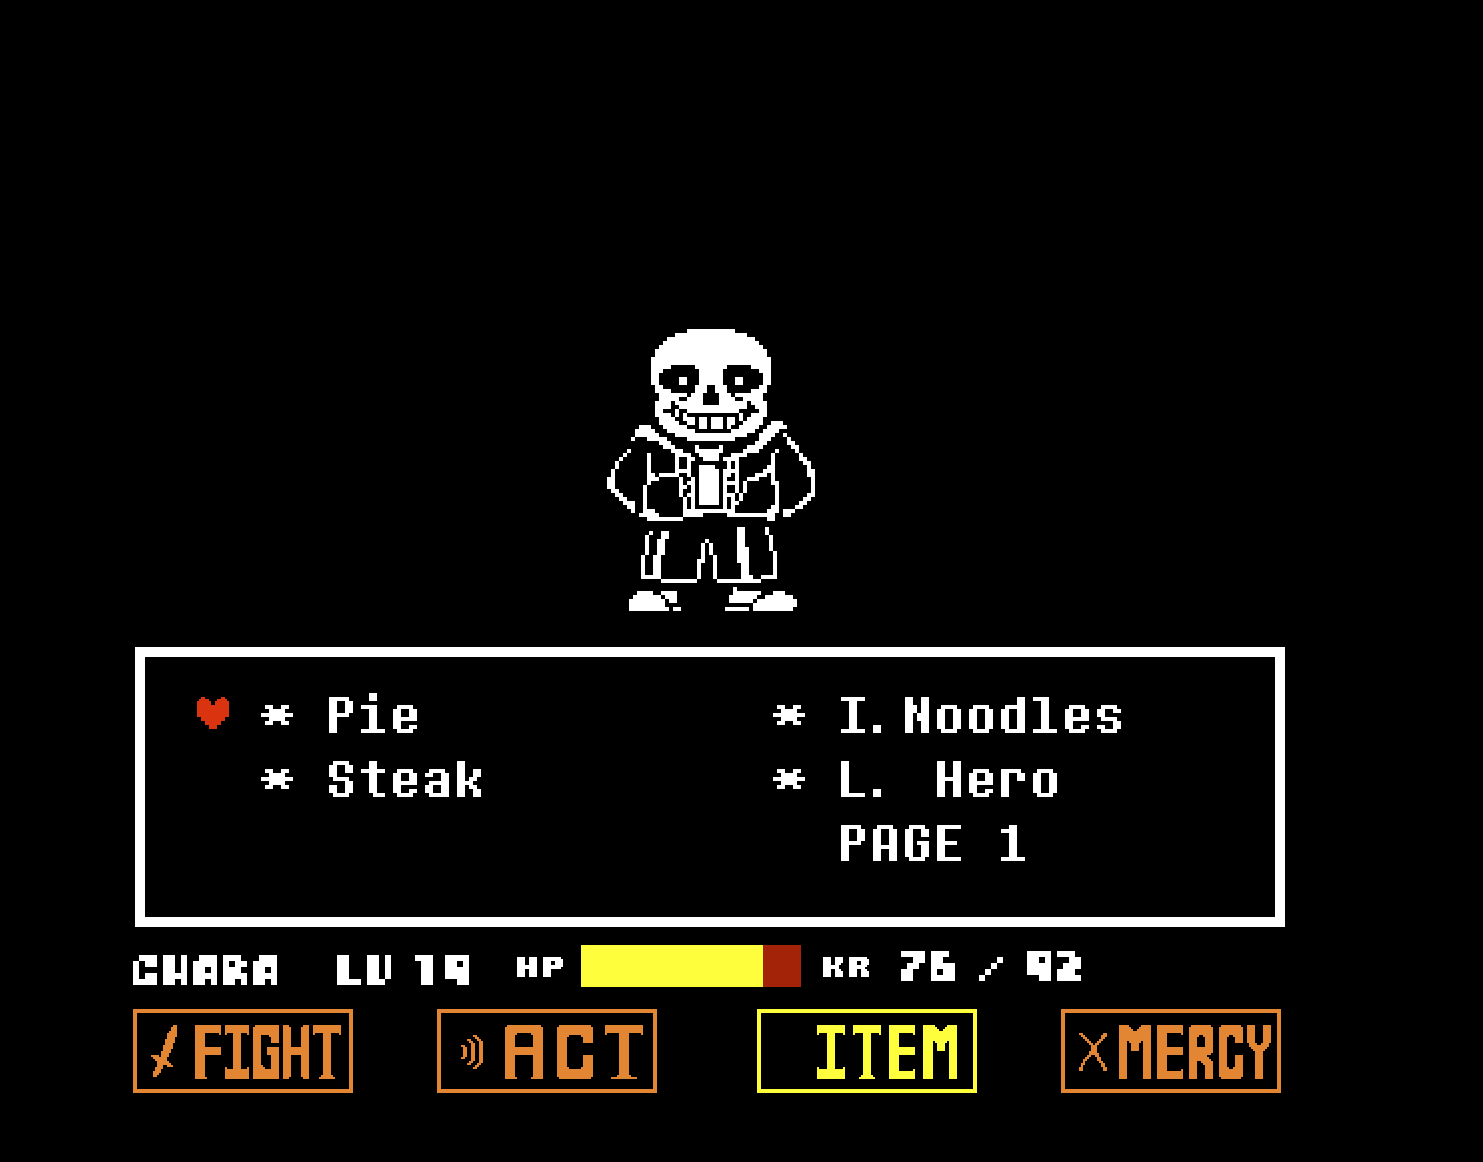 * Pie * I.Noodles
* Steak * L. Hero
PAGE 1
CHARA LV 19 HP KR 76 / 92
FIGHT ACT ITEM MERCY